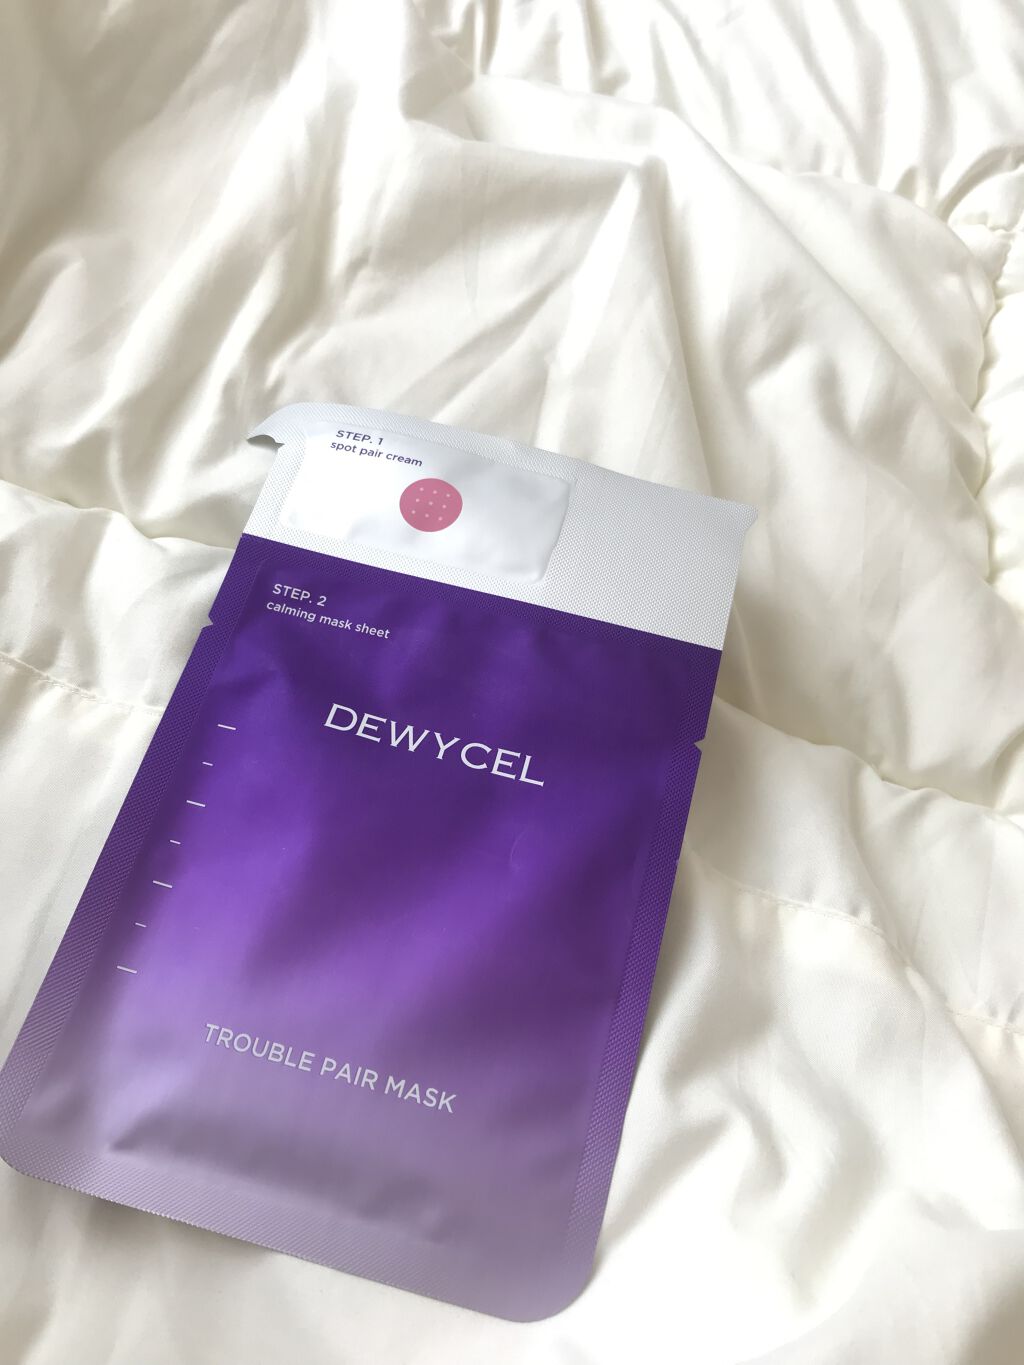 STEP. 1
spot pair cream
STEP. 2
calming mask sheet
DEWYCEL
TROUBLE PAIR MASK